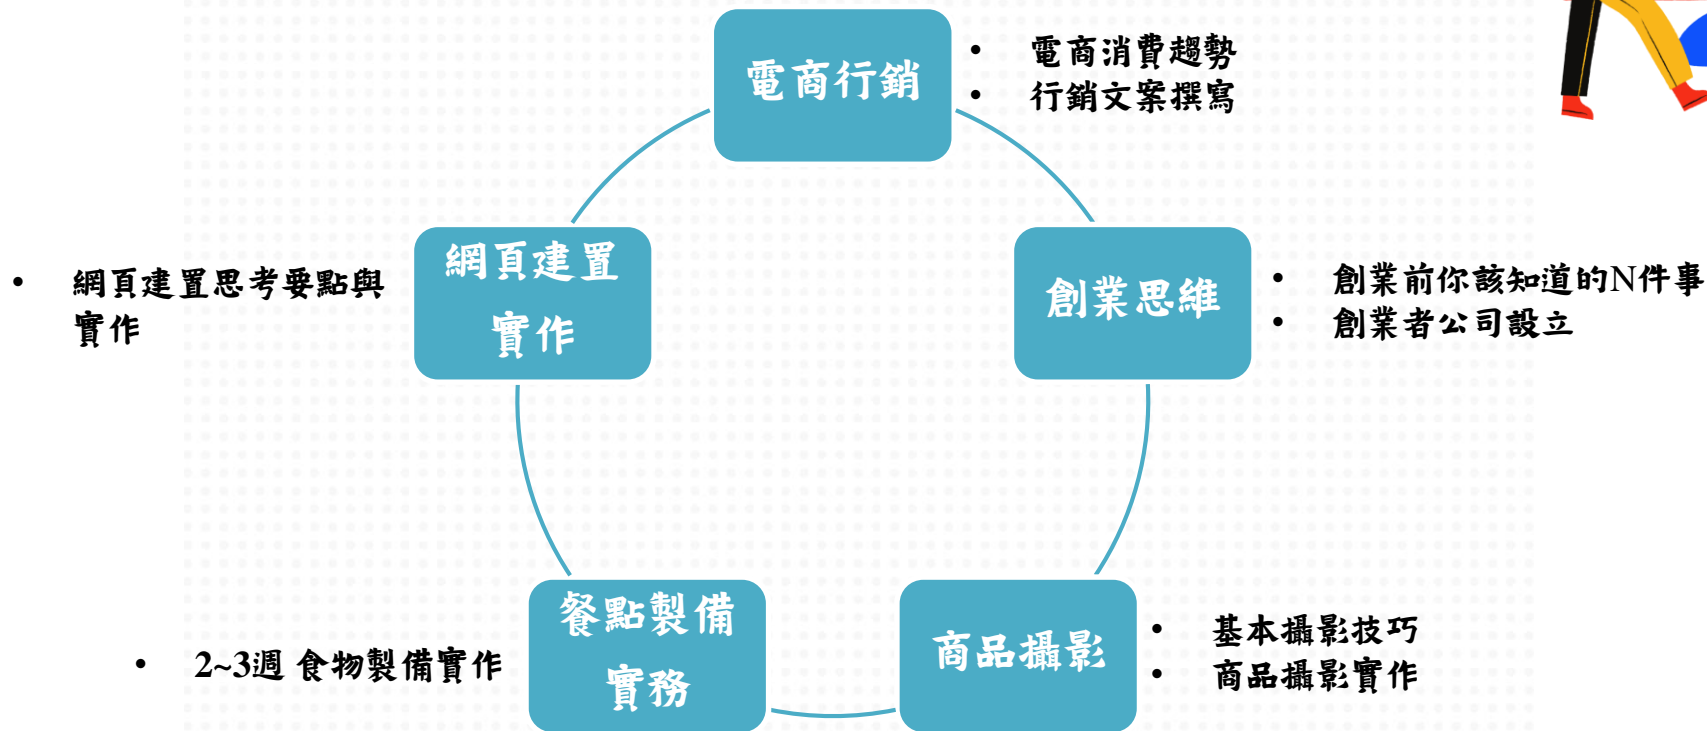 電商行銷
• 電商消費趨勢
• 行銷文案撰寫
創業思維
• 創業前你該知道的N件事
• 創業者公司設立
商品攝影
• 基本攝影技巧
• 商品攝影實作
餐點製備
實務
• 2~3週 食物製備實作
網頁建置
實作
• 網頁建置思考要點與
實作